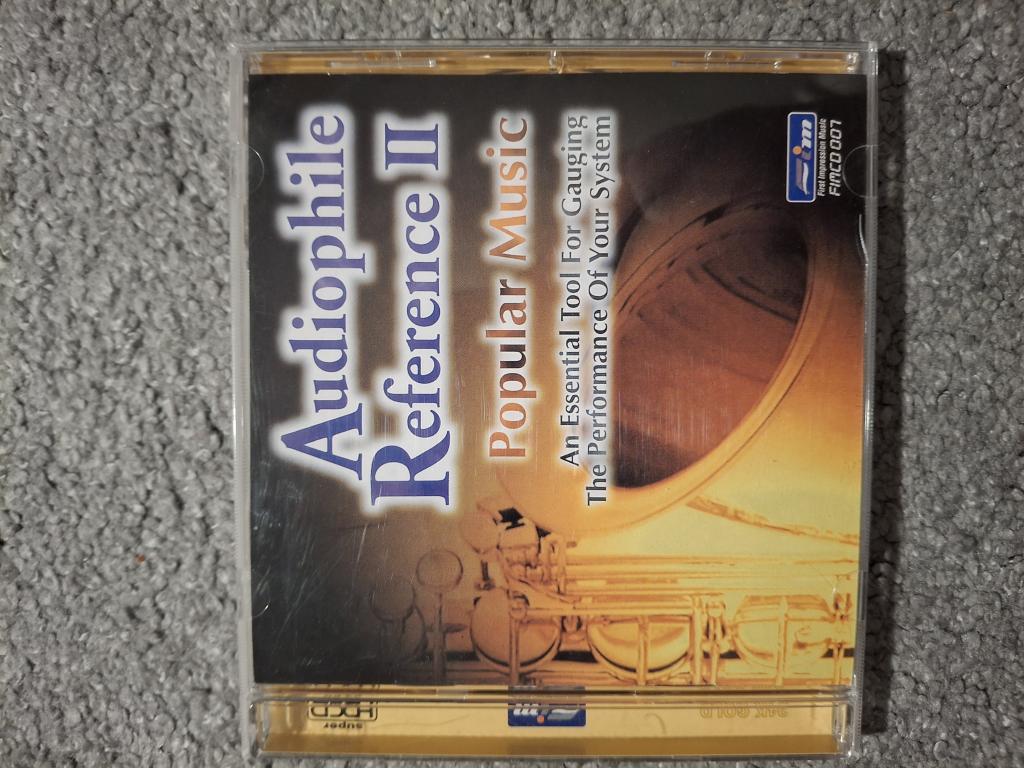 Audiophile
Reference II
Popular Music
An Essential Tool For Gauging
The Performance Of Your System
Fim
First Impression Music
FIMCD 007
super
HDCD
Fim
24K GOLD